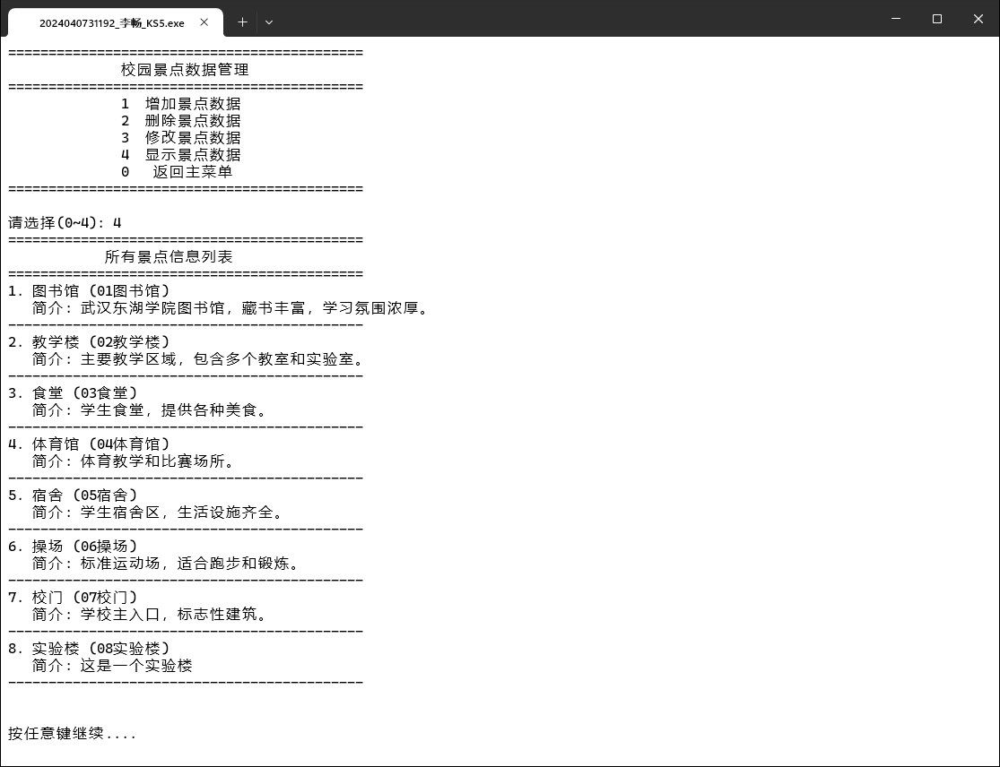 2024040731192_李畅_KS5.exe
============================================
校园景点数据管理
============================================
1  增加景点数据
2  删除景点数据
3  修改景点数据
4  显示景点数据
0   返回主菜单
============================================
请选择(0~4): 4
============================================
所有景点信息列表
============================================
1. 图书馆 (01图书馆)
简介: 武汉东湖学院图书馆，藏书丰富，学习氛围浓厚。
--------------------------------------------
2. 教学楼 (02教学楼)
简介: 主要教学区域，包含多个教室和实验室。
--------------------------------------------
3. 食堂 (03食堂)
简介: 学生食堂，提供各种美食。
--------------------------------------------
4. 体育馆 (04体育馆)
简介: 体育教学和比赛场所。
--------------------------------------------
5. 宿舍 (05宿舍)
简介: 学生宿舍区，生活设施齐全。
--------------------------------------------
6. 操场 (06操场)
简介: 标准运动场，适合跑步和锻炼。
--------------------------------------------
7. 校门 (07校门)
简介: 学校主入口，标志性建筑。
--------------------------------------------
8. 实验楼 (08实验楼)
简介: 这是一个实验楼
--------------------------------------------
按任意键继续....